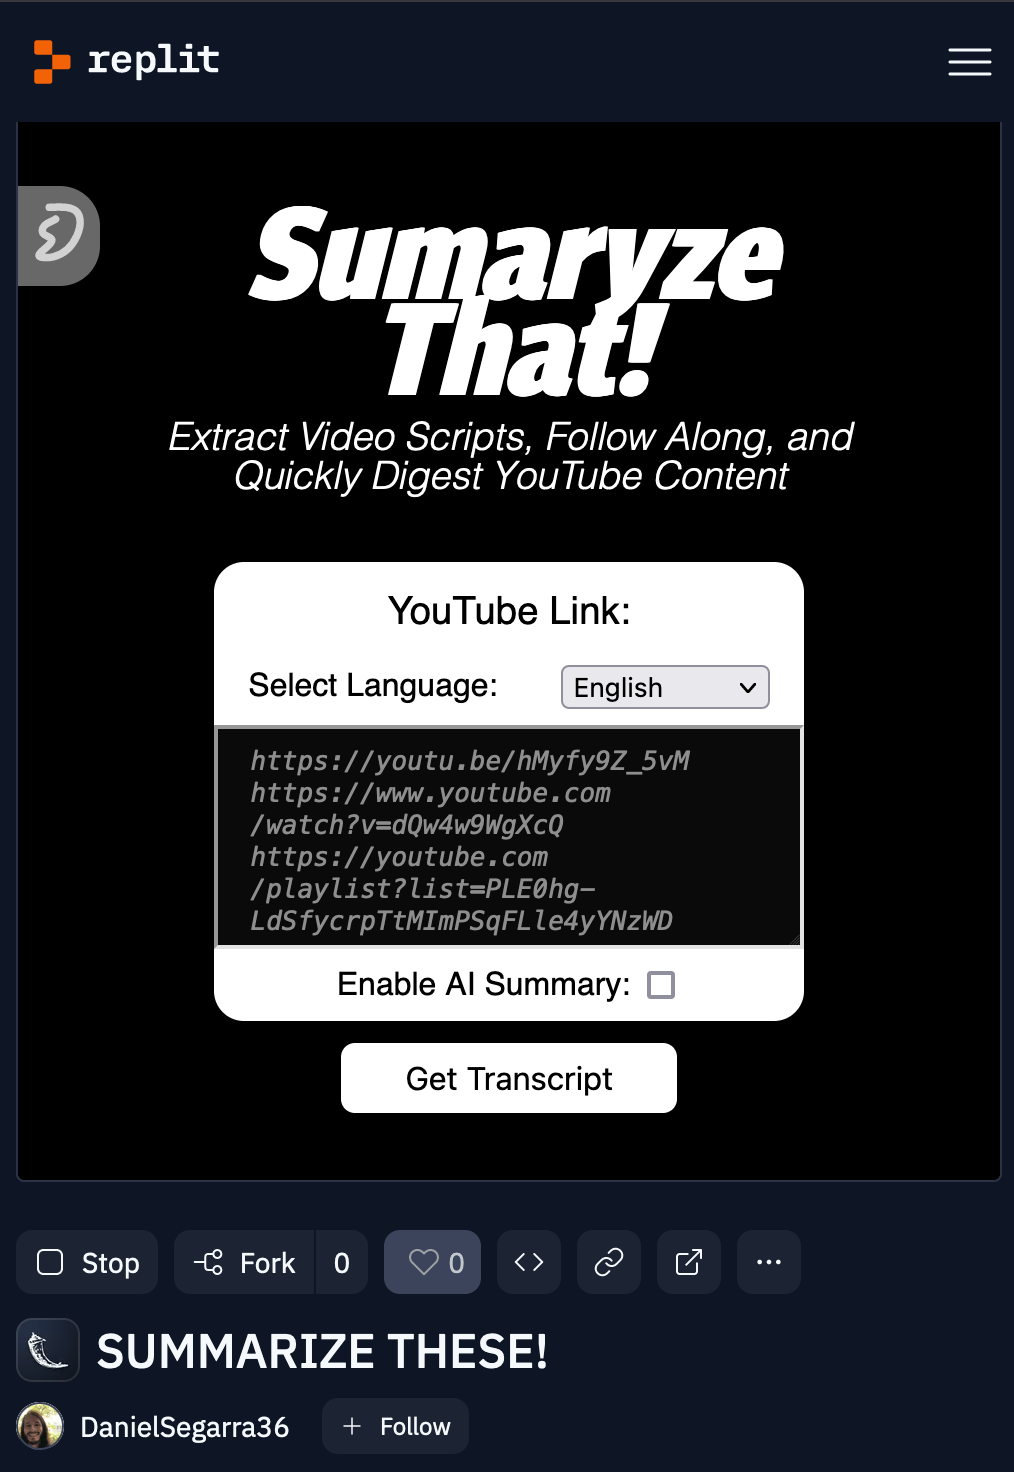 replit
Sumaryze
That!
Extract Video Scripts, Follow Along, and
Quickly Digest YouTube Content
YouTube Link:
Select Language: English
https://youtu.be/hMyfy9Z_5vM
https://www.youtube.com
/watch?v=dQw4w9WgXcQ
https://youtube.com
/playlist?list=PLE0hg-
LdSfycrpTtMImPSqFLle4yYNzWD
Enable AI Summary:
Get Transcript
Stop Fork 0 0
SUMMARIZE THESE!
DanielSegarra36 + Follow